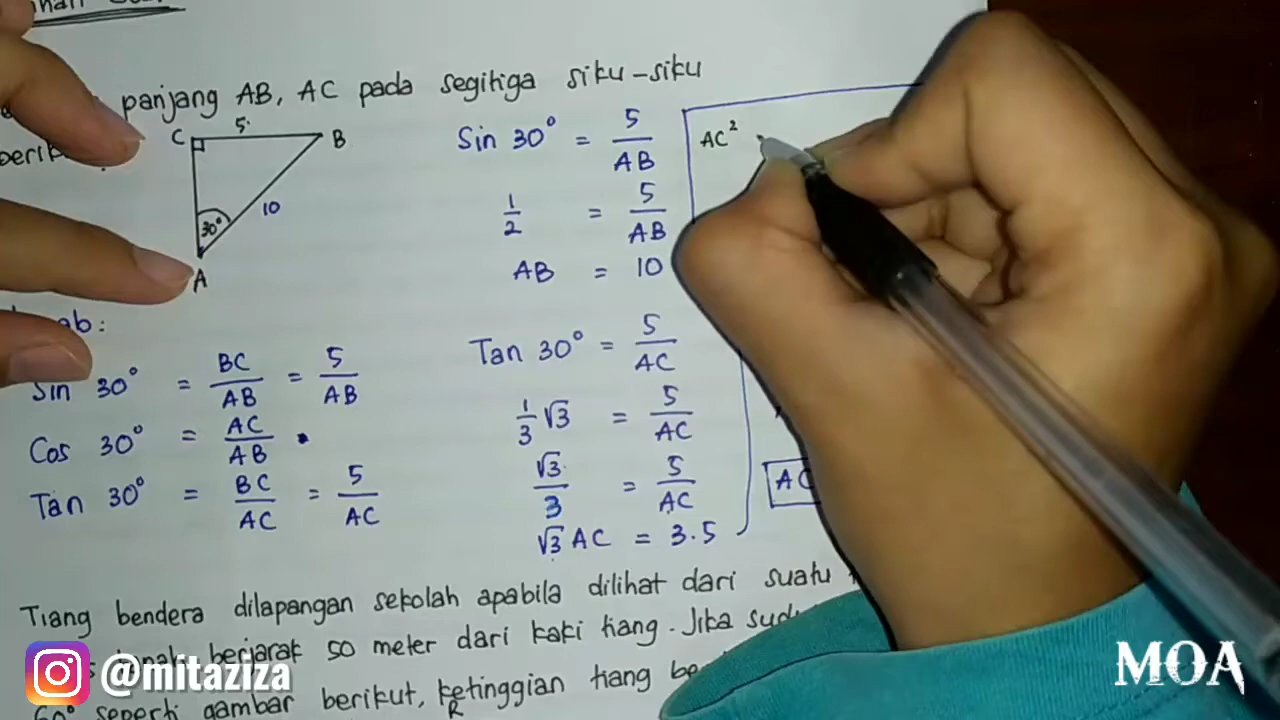 panjang AB, AC pada segitiga siku-siku
C 5 B
10
30°
A
Sin 30° = 5/AB
1/2 = 5/AB
AB = 10
AC²
Sin 30° = BC/AB = 5/AB
Cos 30° = AC/AB
Tan 30° = BC/AC = 5/AC
Tan 30° = 5/AC
1/3 √3 = 5/AC
√3/3 = 5/AC
√3 AC = 3.5
AC
Tiang bendera dilapangan sekolah apabila dilihat dari suatu
berjarak 50 meter dari kaki tiang. Jika
60° seperti gambar berikut, ketinggian tiang
@mitaziza
MOA